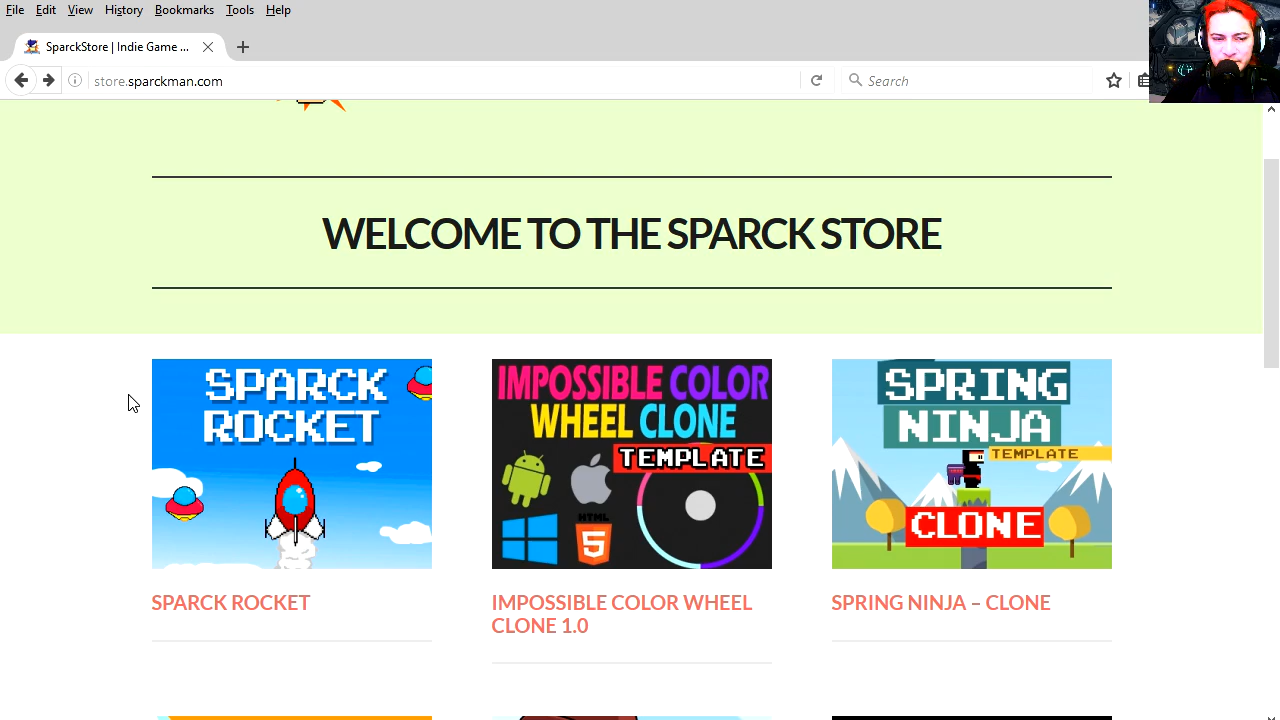 File Edit View History Bookmarks Tools Help
SparckStore | Indie Game ...
store.sparckman.com
Search
WELCOME TO THE SPARCK STORE
SPARCK
ROCKET
IMPOSSIBLE COLOR
WHEEL CLONE
TEMPLATE
HTML
5
SPRING
NINJA
TEMPLATE
CLONE
SPARCK ROCKET
IMPOSSIBLE COLOR WHEEL
CLONE 1.0
SPRING NINJA – CLONE